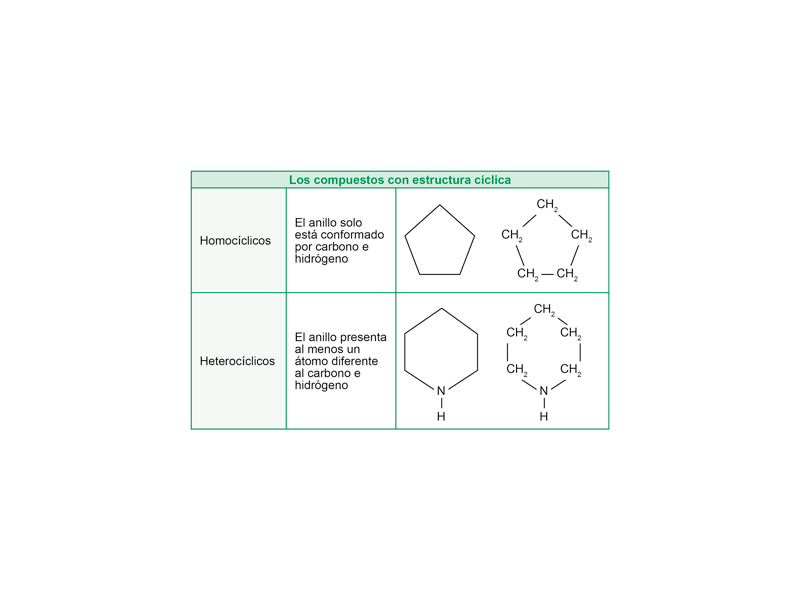 Los compuestos con estructura cíclica
Homocíclicos
El anillo solo
está conformado
por carbono e
hidrógeno
CH2
CH2 CH2
CH2 CH2
Heterocíclicos
El anillo presenta
al menos un
átomo diferente
al carbono e
hidrógeno
N
H
CH2
CH2 CH2
CH2 CH2
N
H